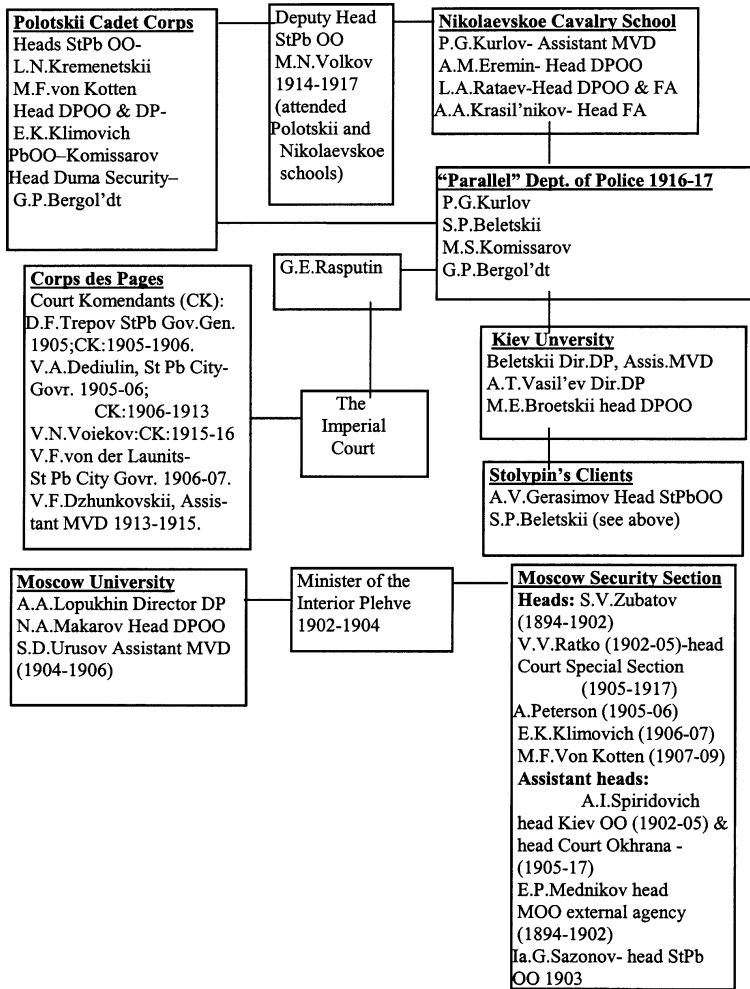 Polotskii Cadet Corps
Heads StPb OO-
L.N.Kremenetskii
M.F.von Kotten
Head DPOO & DP-
E.K.Klimovich
PbOO–Komissarov
Head Duma Security–
G.P.Bergol'dt
Deputy Head
StPb OO
M.N.Volkov
1914-1917
(attended
Polotskii and
Nikolaevskoe
schools)
Nikolaevskoe Cavalry School
P.G.Kurlov- Assistant MVD
A.M.Eremin- Head DPOO
L.A.Rataev-Head DPOO & FA
A.A.Krasil'nikov- Head FA
“Parallel” Dept. of Police 1916-17
P.G.Kurlov
S.P.Beletskii
M.S.Komissarov
G.P.Bergol'dt
G.E.Rasputin
Corps des Pages
Court Komendants (CK):
D.F.Trepov StPb Gov.Gen.
1905;CK:1905-1906.
V.A.Dediulin, St Pb City-
Govr. 1905-06;
CK:1906-1913
V.N.Voiekov:CK:1915-16
V.F.von der Launits-
St Pb City Govr. 1906-07.
V.F.Dzhunkovskii, Assis-
tant MVD 1913-1915.
The
Imperial
Court
Kiev Unversity
Beletskii Dir.DP, Assis.MVD
A.T.Vasil'ev Dir.DP
M.E.Broetskii head DPOO
Stolypin's Clients
A.V.Gerasimov Head StPbOO
S.P.Beletskii (see above)
Moscow University
A.A.Lopukhin Director DP
N.A.Makarov Head DPOO
S.D.Urusov Assistant MVD
(1904-1906)
Minister of the
Interior Plehve
1902-1904
Moscow Security Section
Heads: S.V.Zubatov
(1894-1902)
V.V.Ratko (1902-05)-head
Court Special Section
(1905-1917)
A.Peterson (1905-06)
E.K.Klimovich (1906-07)
M.F.Von Kotten (1907-09)
Assistant heads:
A.I.Spiridovich
head Kiev OO (1902-05) &
head Court Okhrana -
(1905-17)
E.P.Mednikov head
MOO external agency
(1894-1902)
Ia.G.Sazonov- head StPb
OO 1903